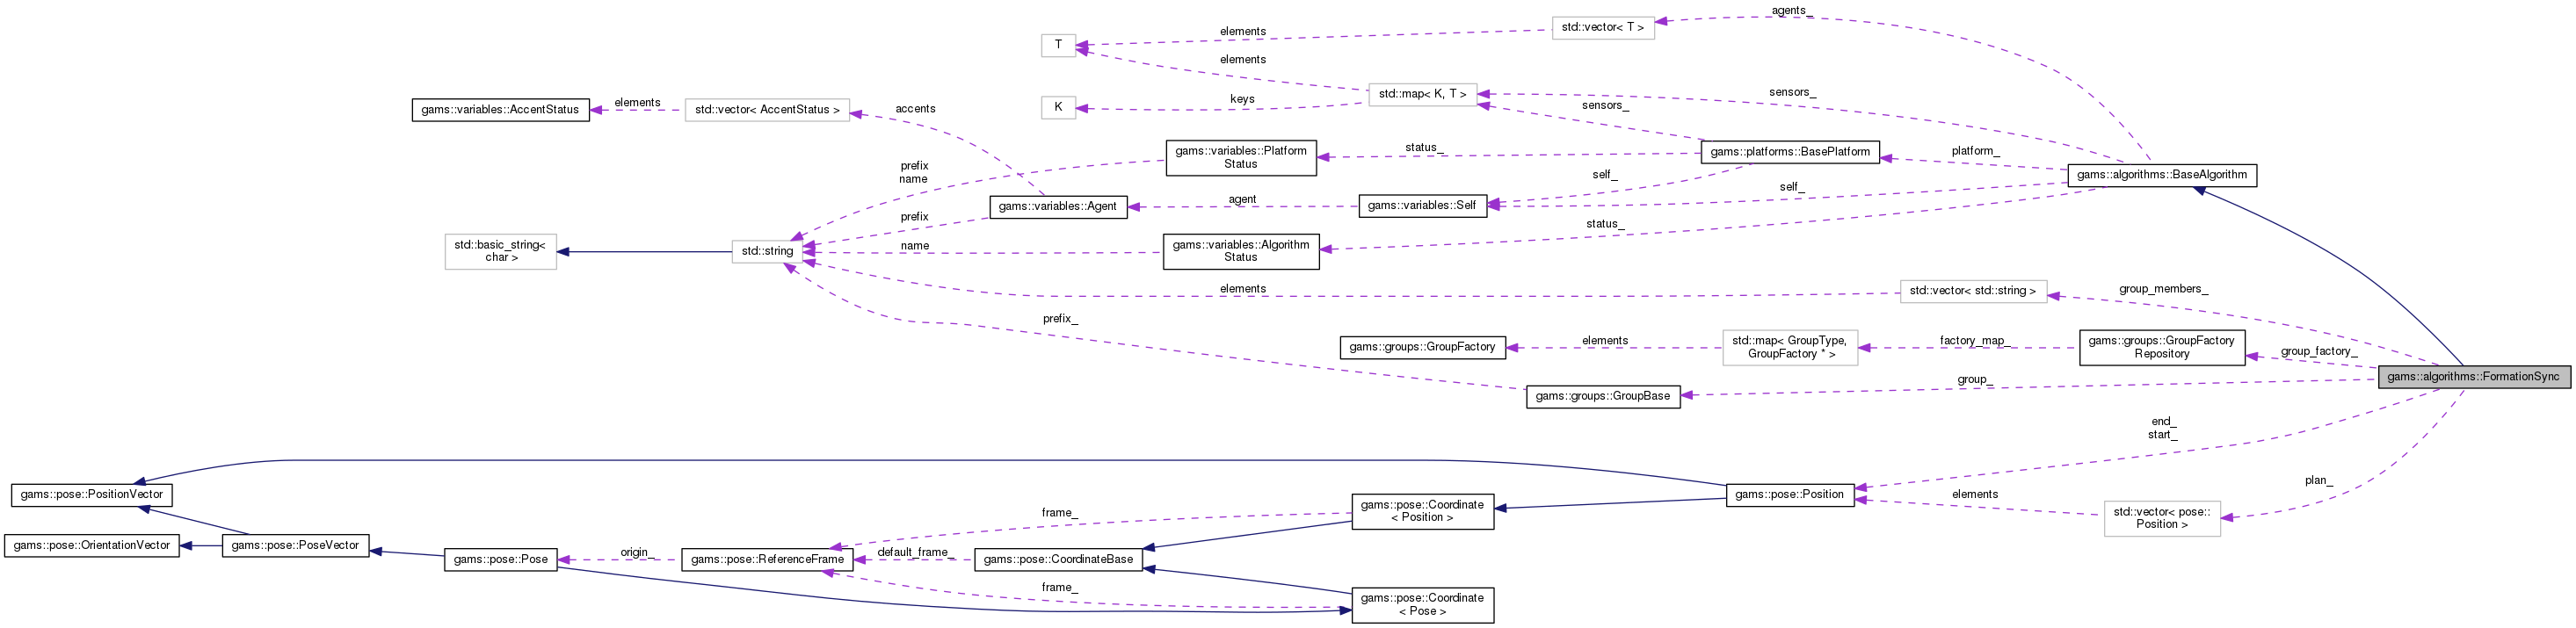 agents_
std::vector< T >
elements
T
elements
std::map< K, T >
sensors_
keys
K
sensors_
gams::variables::AccentStatus
elements
std::vector< AccentStatus >
accents
gams::variables::Platform
Status
status_
gams::platforms::BasePlatform
platform_
gams::algorithms::BaseAlgorithm
prefix
name
self_
self_
gams::variables::Agent
agent
gams::variables::Self
prefix
status_
std::basic_string<
char >
std::string
name
gams::variables::Algorithm
Status
elements
std::vector< std::string >
group_members_
prefix_
gams::groups::GroupFactory
elements
std::map< GroupType,
GroupFactory * >
factory_map_
gams::groups::GroupFactory
Repository
group_factory_
gams::algorithms::FormationSync
group_
gams::groups::GroupBase
end_
start_
plan_
gams::pose::PositionVector
gams::pose::Position
elements
std::vector< pose::
Position >
gams::pose::Coordinate
< Position >
frame_
gams::pose::OrientationVector
gams::pose::PoseVector
gams::pose::Pose
origin_
gams::pose::ReferenceFrame
default_frame_
gams::pose::CoordinateBase
frame_
gams::pose::Coordinate
< Pose >